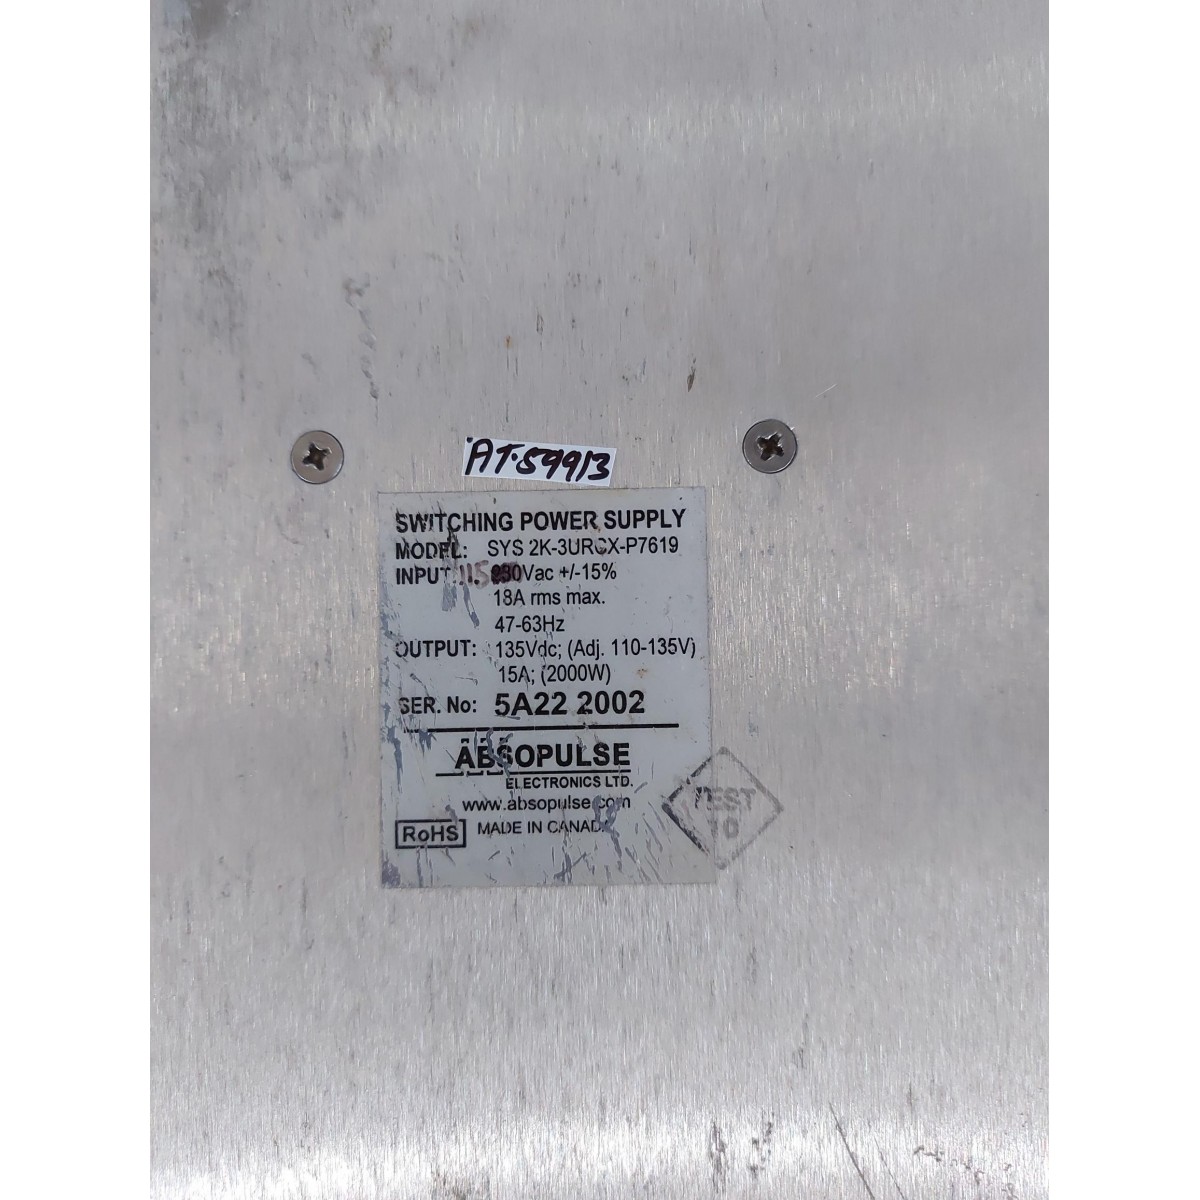 AT-59913
SWITCHING POWER SUPPLY
MODEL: SYS 2K-3URCX-P7619
INPUT: 115 230Vac +/-15%
18A rms max.
47-63Hz
OUTPUT: 135Vdc; (Adj. 110-135V)
15A; (2000W)
SER. No: 5A22 2002
ABSOPULSE
ELECTRONICS LTD.
www.absopulse.com
RoHS MADE IN CANADA
TEST
10